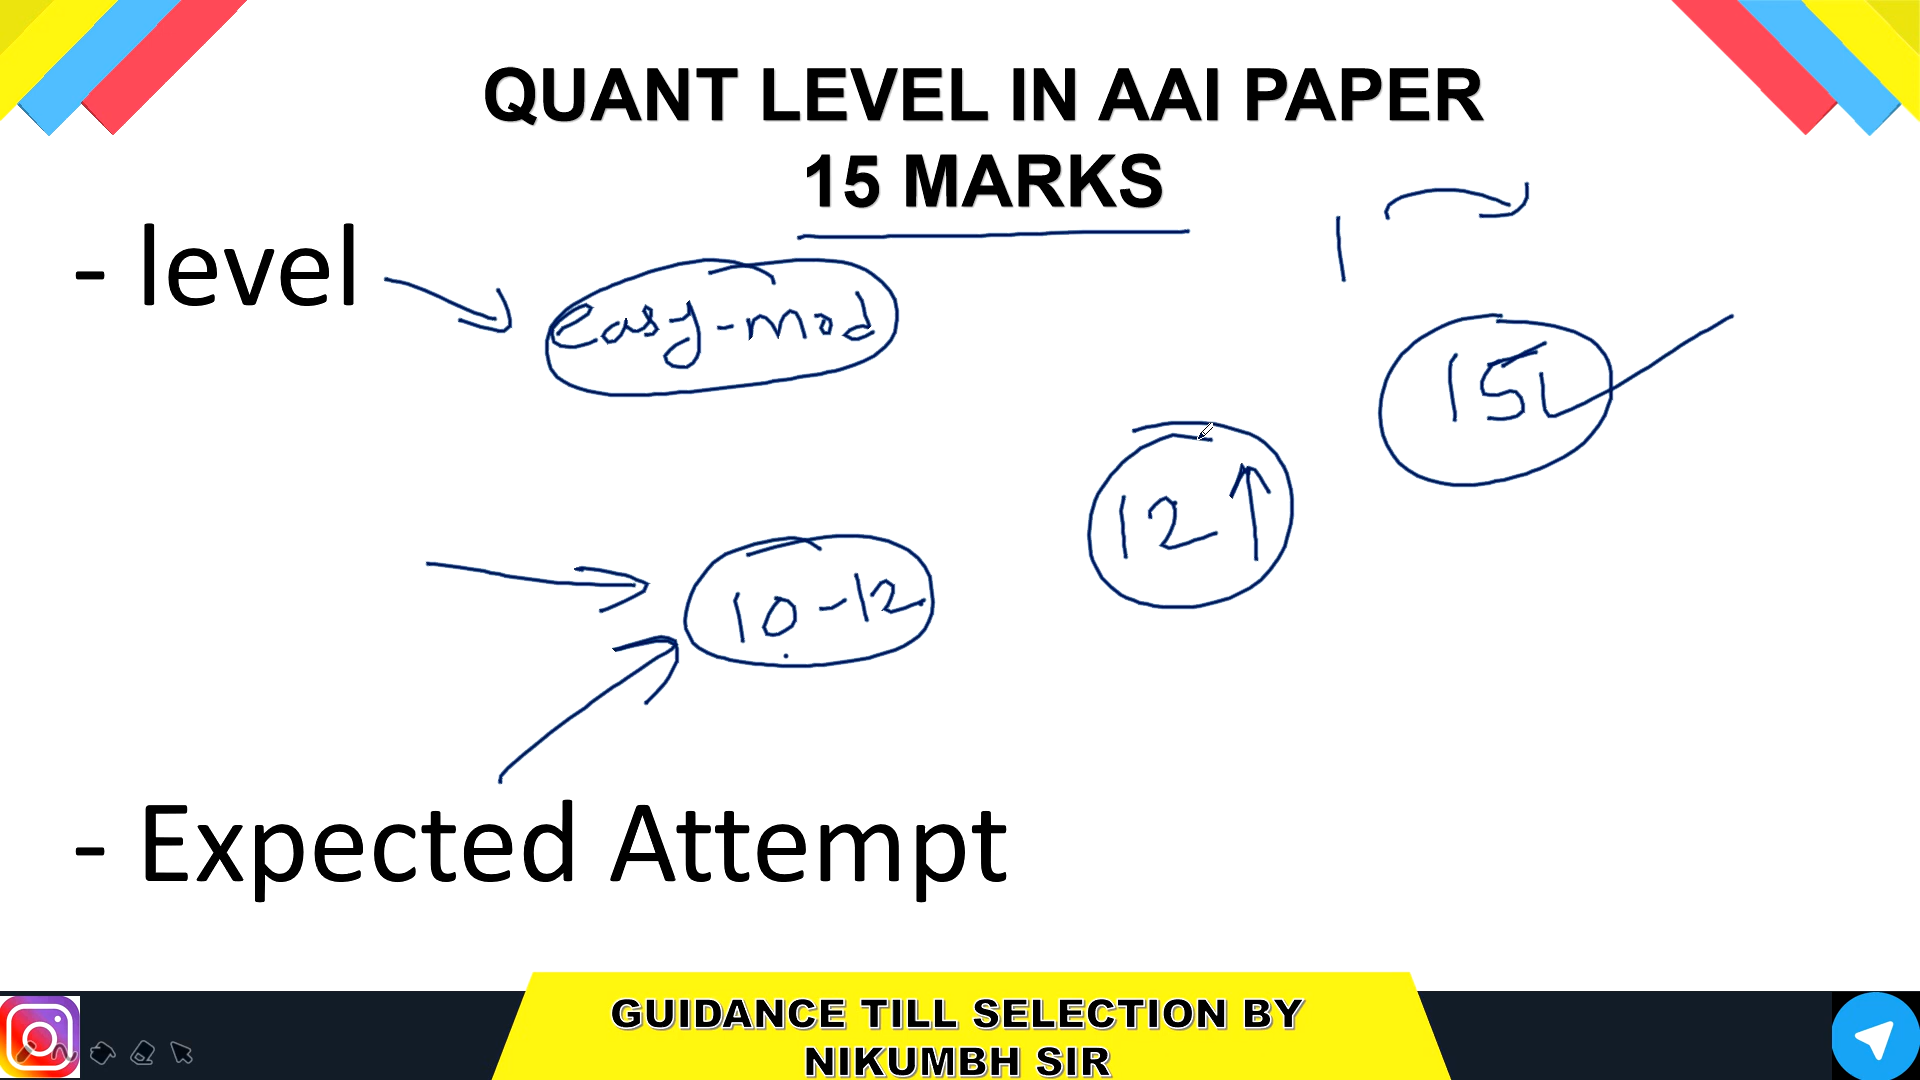 QUANT LEVEL IN AAI PAPER
15 MARKS
- level
easy-mod
15
12
10-12
- Expected Attempt
GUIDANCE TILL SELECTION BY
NIKUMBH SIR